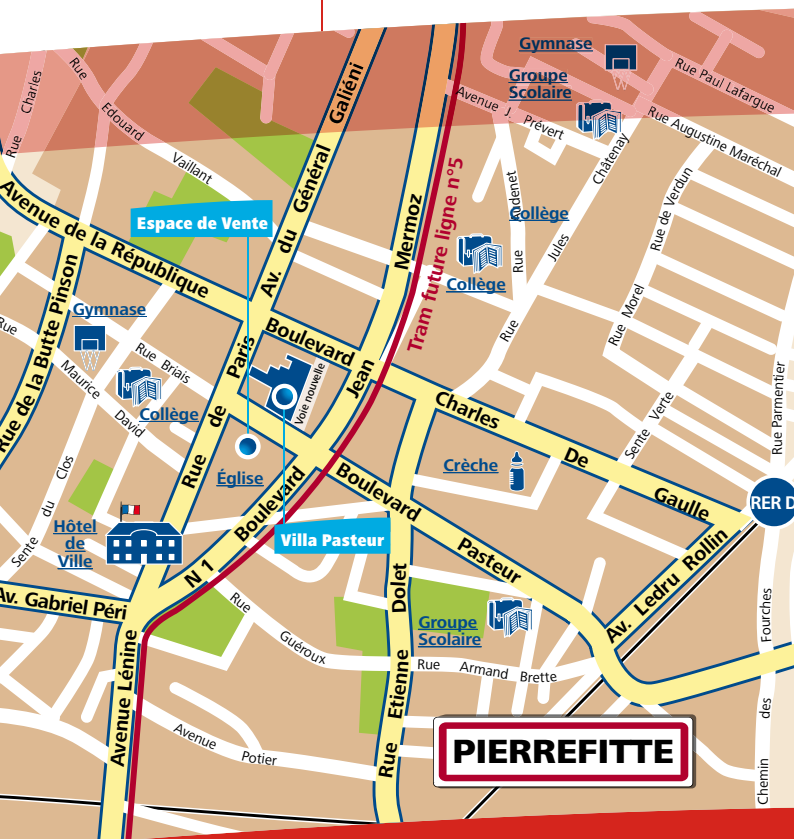 Gymnase
Groupe
Scolaire
Rue Paul Lafargue
Rue Augustine Maréchal
Avenue J. Prévert
Rue Charles
Rue Edouard Vaillant
Av. du Général Galiéni
Mermoz
Tram future ligne n°5
Châtenay
Collège
Rue
Jules
Rue de Verdun
Espace de Vente
Avenue de la République
Collège
Gymnase
Rue de la Butte Pinson
Rue
Maurice
David
Rue Briais
Collège
Rue de Paris
Boulevard
Jean
Voie nouvelle
Rue
Rue Morel
Rue Parmentier
Charles
De
Gaulle
Sente Verte
Crèche
RER D
Église
Boulevard
Pasteur
Sente du Clos
Hôtel
de
Ville
Boulevard
N 1
Villa Pasteur
Av. Ledru Rollin
Av. Gabriel Péri
Rue Guéroux
Groupe
Scolaire
Rue Armand Brette
Rue Etienne Dolet
Avenue Lénine
Avenue Potier
Chemin des Fourches
PIERREFITTE